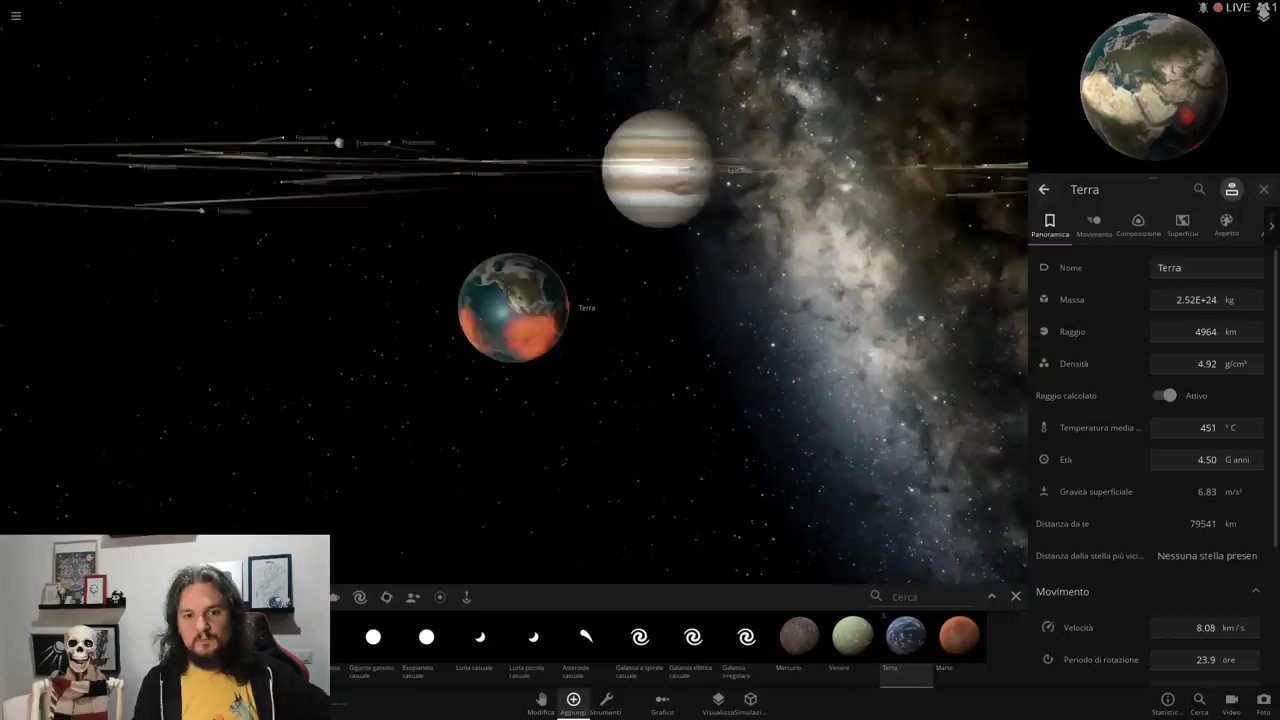 LIVE
1
Frammento
Frammento
Terra
Terra
Panoramica
Movimento
Composizione
Superficie
Aspetto
Nome
Terra
Massa
2.52E+24 kg
Raggio
4964 km
Densità
4.92 g/cm³
Raggio calcolato
Attivo
Temperatura media ...
451 °C
Età
4.50 G anni
Gravità superficiale
6.83 m/s²
Distanza da te
79541 km
Distanza dalla stella più vici...
Nessuna stella presen
Movimento
Velocità
8.08 km / s
Periodo di rotazione
23.9 ore
Cerca
5
Gigante gassoso
casuale
Esopianeta
casuale
Luna casuale
Luna piccola
casuale
Asteroide
casuale
Galassia a spirale
casuale
Galassia ellittica
casuale
Galassia
irregolare
Mercurio
Venere
Terra
Marte
Modifica
Aggiungi
Strumenti
Grafico
Visualizza
Simulazi...
Statistic...
Cerca
Video
Foto